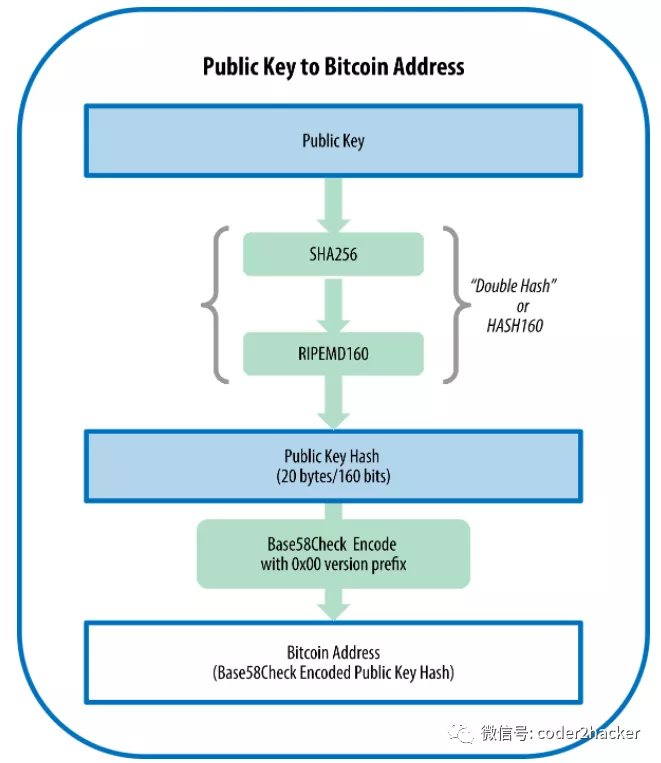 Public Key to Bitcoin Address
Public Key
SHA256
"Double Hash"
or
HASH160
RIPEMD160
Public Key Hash
(20 bytes/160 bits)
Base58Check Encode
with 0x00 version prefix
Bitcoin Address
(Base58Check Encoded Public Key Hash)
微信号: coder2hacker